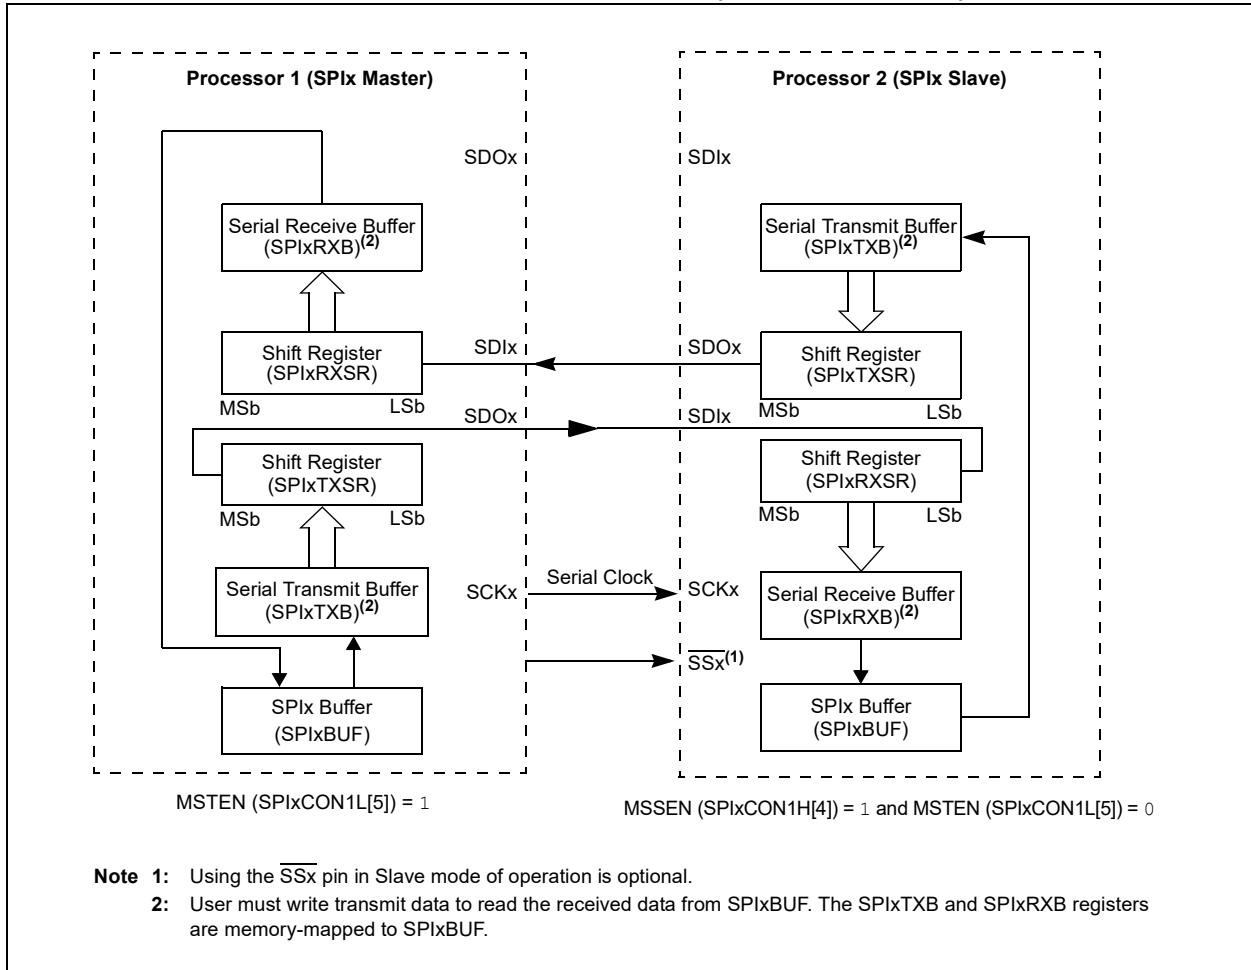 Processor 1 (SPIx Master)
SDOx
Serial Receive Buffer
(SPIxRXB)(2)
Shift Register
(SPIxRXSR)
MSb
LSb
SDIx
SDOx
Shift Register
(SPIxTXSR)
MSb
LSb
Serial Transmit Buffer
(SPIxTXB)(2)
SCKx
Serial Clock
SPIx Buffer
(SPIxBUF)
MSTEN (SPIxCON1L[5]) = 1
Processor 2 (SPIx Slave)
SDIx
Serial Transmit Buffer
(SPIxTXB)(2)
SDOx
Shift Register
(SPIxTXSR)
MSb
LSb
SDIx
Shift Register
(SPIxRXSR)
MSb
LSb
SCKx
Serial Receive Buffer
(SPIxRXB)(2)
SSx(1)
SPIx Buffer
(SPIxBUF)
MSSEN (SPIxCON1H[4]) = 1 and MSTEN (SPIxCON1L[5]) = 0
Note 1: Using the SSx pin in Slave mode of operation is optional.
2: User must write transmit data to read the received data from SPIxBUF. The SPIxTXB and SPIxRXB registers
are memory-mapped to SPIxBUF.